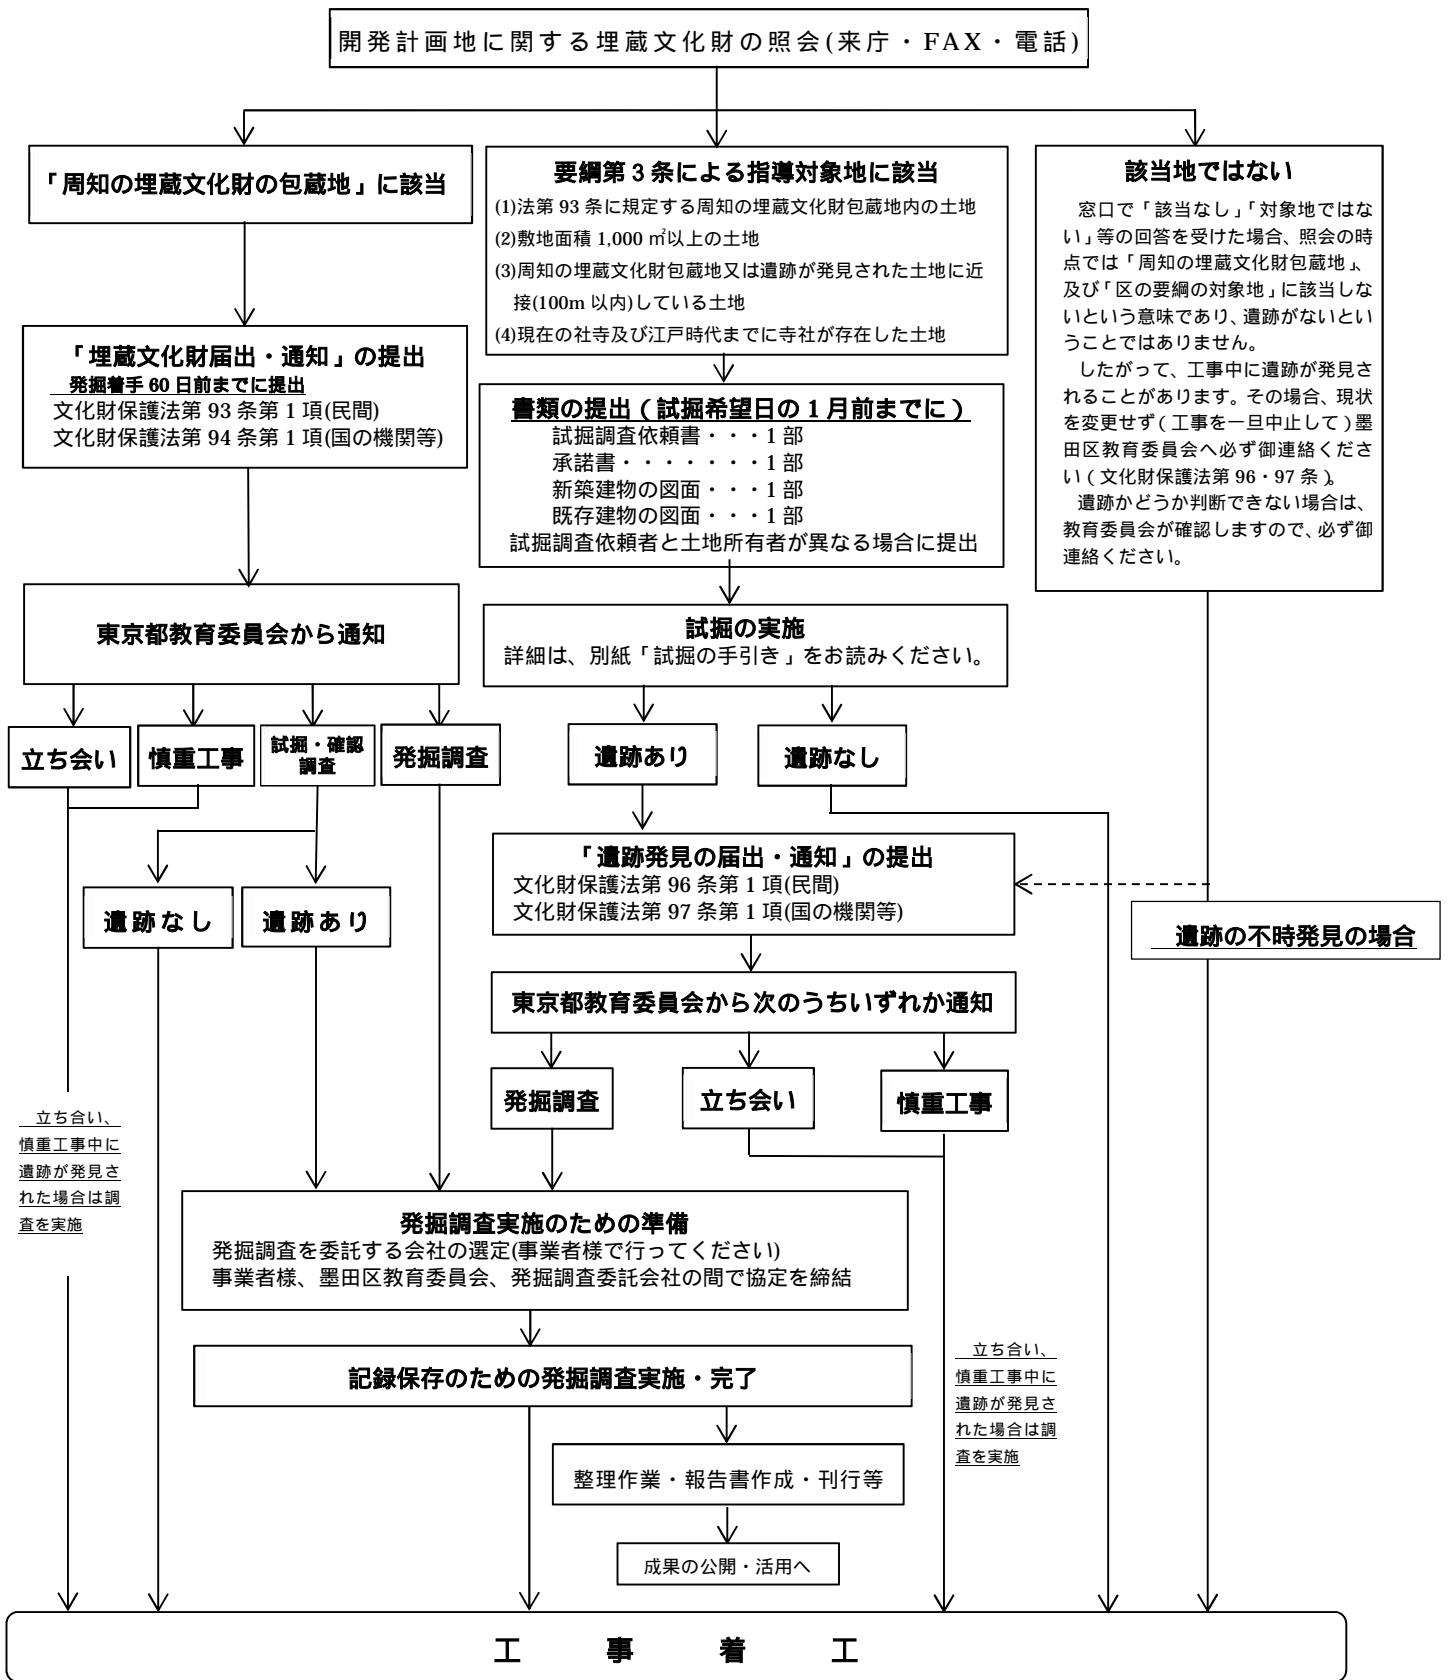 開発計画地に関する埋蔵文化財の照会(来庁・FAX・電話)
「周知の埋蔵文化財の包蔵地」に該当
要綱第3条による指導対象地に該当
(1)法第93条に規定する周知の埋蔵文化財包蔵地内の土地
(2)敷地面積1,000㎡以上の土地
(3)周知の埋蔵文化財包蔵地又は遺跡が発見された土地に近
接(100m以内)している土地
(4)現在の社寺及び江戸時代までに寺社が存在した土地
該当地ではない
窓口で「該当なし」「対象地ではな
い」等の回答を受けた場合、照会の時
点では「周知の埋蔵文化財包蔵地」、
及び「区の要綱の対象地」に該当しな
いという意味であり、遺跡がないとい
うことではありません。
したがって、工事中に遺跡が発見さ
れることがあります。その場合、現状
を変更せず(工事を一旦中止して)墨
田区教育委員会へ必ず御連絡くださ
い(文化財保護法第96・97条)。
遺跡かどうか判断できない場合は、
教育委員会が確認しますので、必ず御
連絡ください。
「埋蔵文化財届出・通知」の提出
発掘着手60日前までに提出
文化財保護法第93条第1項(民間)
文化財保護法第94条第1項(国の機関等)
書類の提出(試掘希望日の1月前までに)
試掘調査依頼書・・・1部
承諾書・・・・・・・1部
新築建物の図面・・・1部
既存建物の図面・・・1部
試掘調査依頼者と土地所有者が異なる場合に提出
東京都教育委員会から通知
試掘の実施
詳細は、別紙「試掘の手引き」をお読みください。
立ち会い
慎重工事
試掘・確認
調査
発掘調査
遺跡あり
遺跡なし
「遺跡発見の届出・通知」の提出
文化財保護法第96条第1項(民間)
文化財保護法第97条第1項(国の機関等)
遺跡なし
遺跡あり
遺跡の不時発見の場合
東京都教育委員会から次のうちいずれか通知
発掘調査
立ち会い
慎重工事
立ち合い、
慎重工事中に
遺跡が発見さ
れた場合は調
査を実施
発掘調査実施のための準備
発掘調査を委託する会社の選定(事業者様で行ってください)
事業者様、墨田区教育委員会、発掘調査委託会社の間で協定を締結
記録保存のための発掘調査実施・完了
立ち合い、
慎重工事中に
遺跡が発見さ
れた場合は調
査を実施
整理作業・報告書作成・刊行等
成果の公開・活用へ
工事着工